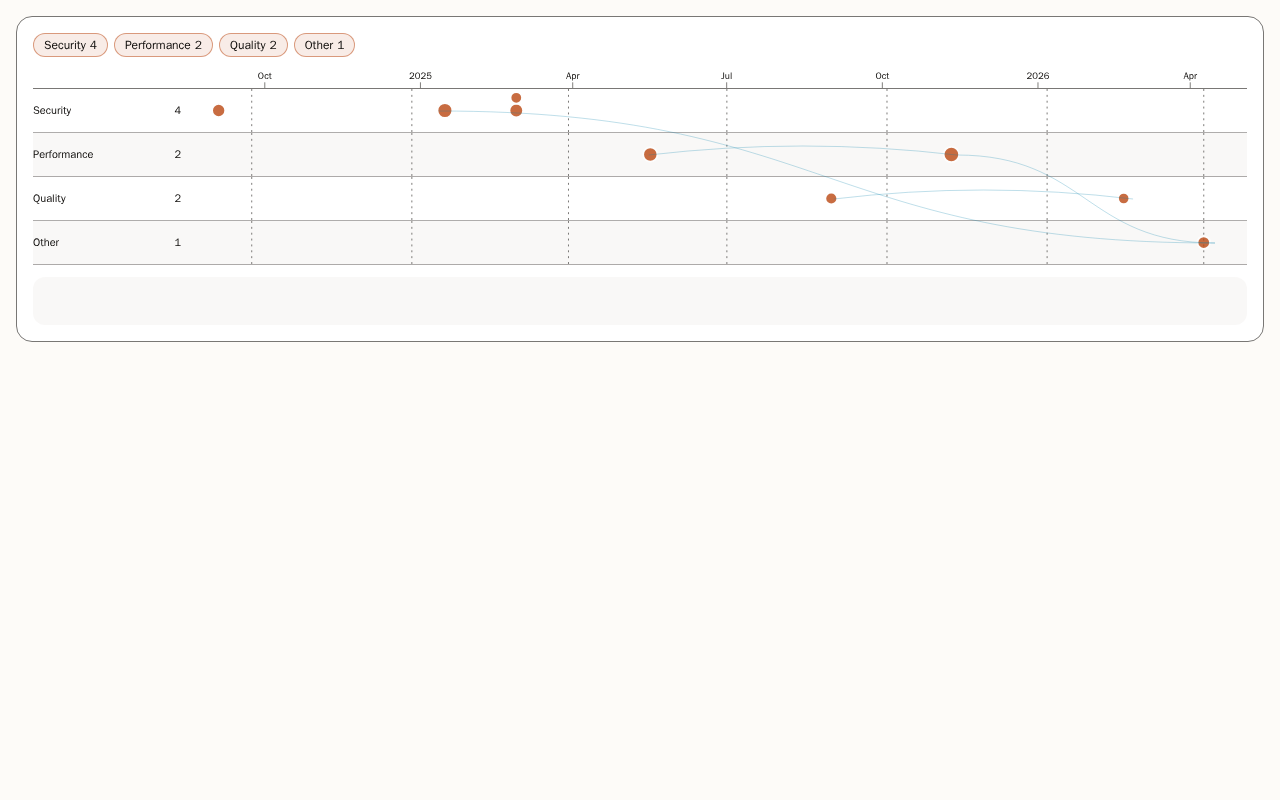 Security 4 Performance 2 Quality 2 Other 1
Oct 2025 Apr Jul Oct 2026 Apr
Security 4
Performance 2
Quality 2
Other 1